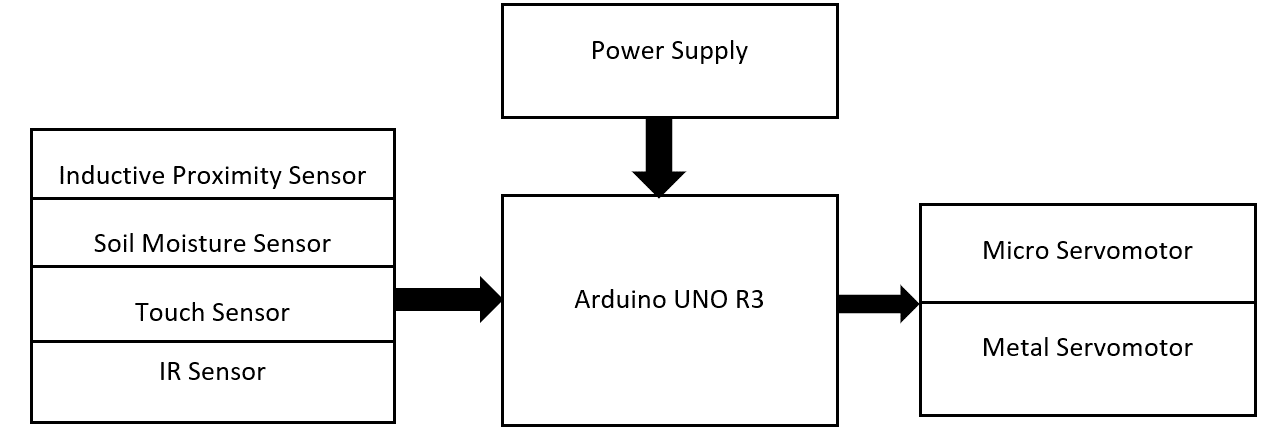 Power Supply
Inductive Proximity Sensor
Soil Moisture Sensor
Touch Sensor
IR Sensor
Arduino UNO R3
Micro Servomotor
Metal Servomotor